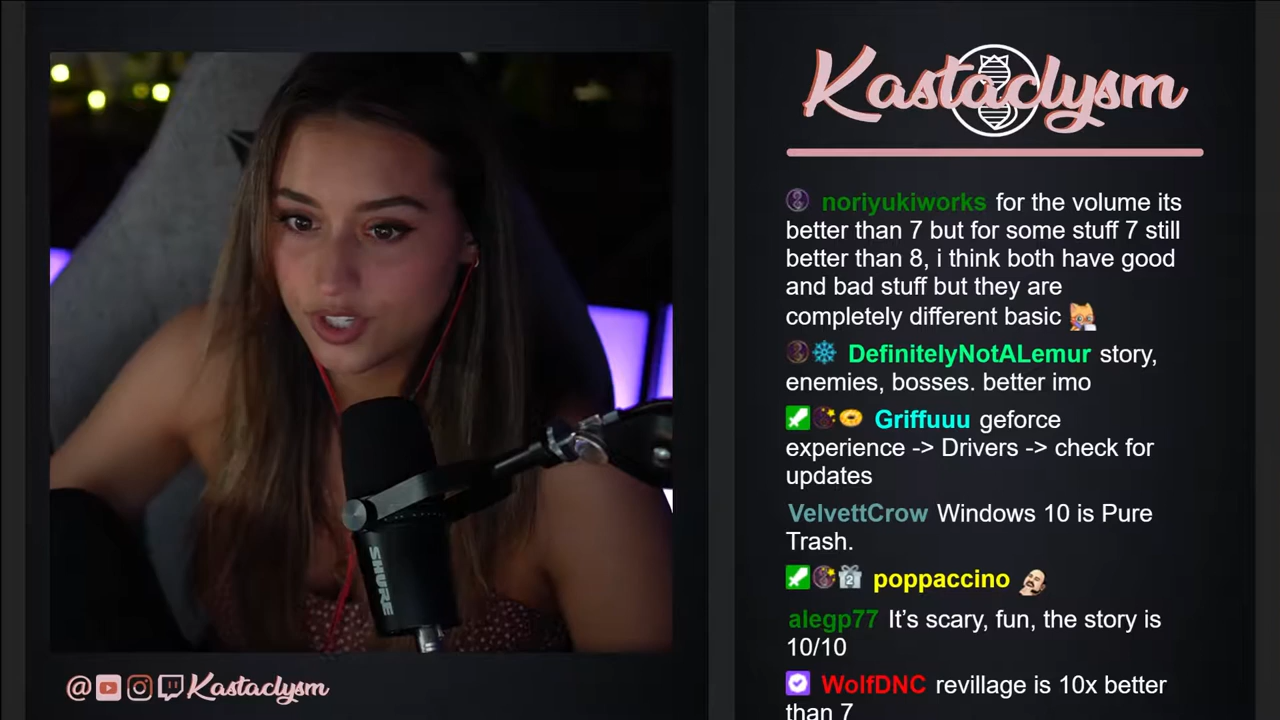 Kastaclysm
noriyukiworks for the volume its
better than 7 but for some stuff 7 still
better than 8, i think both have good
and bad stuff but they are
completely different basic
DefinitelyNotALemur story,
enemies, bosses. better imo
Griffuuu geforce
experience -> Drivers -> check for
updates
VelvettCrow Windows 10 is Pure
Trash.
poppaccino
alegp77 It’s scary, fun, the story is
10/10
WolfDNC revillage is 10x better
than 7
SHURE
@Kastaclysm